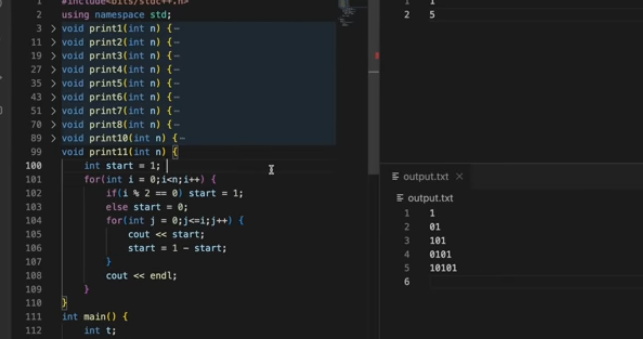 #include<bits/stdc++.h>
2 using namespace std;
3 > void print1(int n) {⋯
11 > void print2(int n) {⋯
19 > void print3(int n) {⋯
27 > void print4(int n) {⋯
35 > void print5(int n) {⋯
43 > void print6(int n) {⋯
51 > void print7(int n) {⋯
70 > void print8(int n) {⋯
89 > void print10(int n) {⋯
99 void print11(int n) {
100 int start = 1;
101 for(int i = 0;i<n;i++) {
102 if(i % 2 == 0) start = 1;
103 else start = 0;
104 for(int j = 0;j<=i;j++) {
105 cout << start;
106 start = 1 - start;
107 }
108 cout << endl;
109 }
110 }
111 int main() {
112 int t;
1 1
2 5
output.txt ×
output.txt
1 1
2 01
3 101
4 0101
5 10101
6